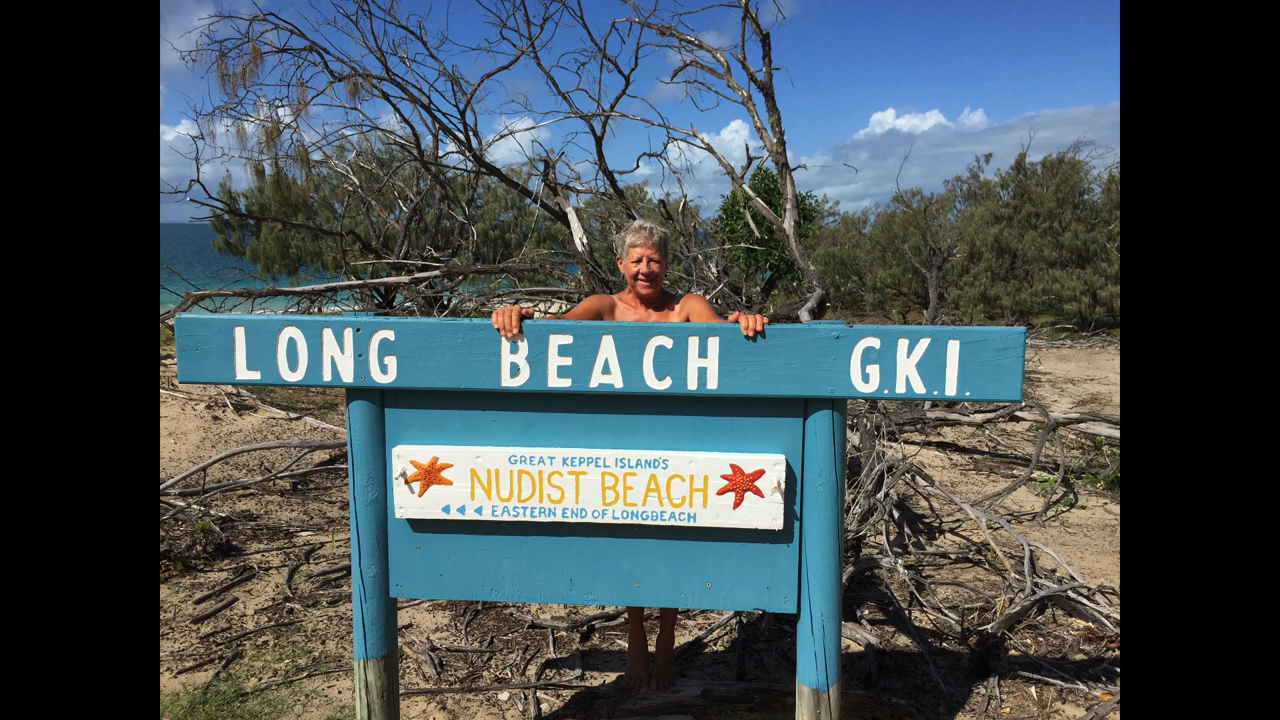 LONG BEACH G.K.I.
GREAT KEPPEL ISLAND'S
NUDIST BEACH
EASTERN END OF LONGBEACH